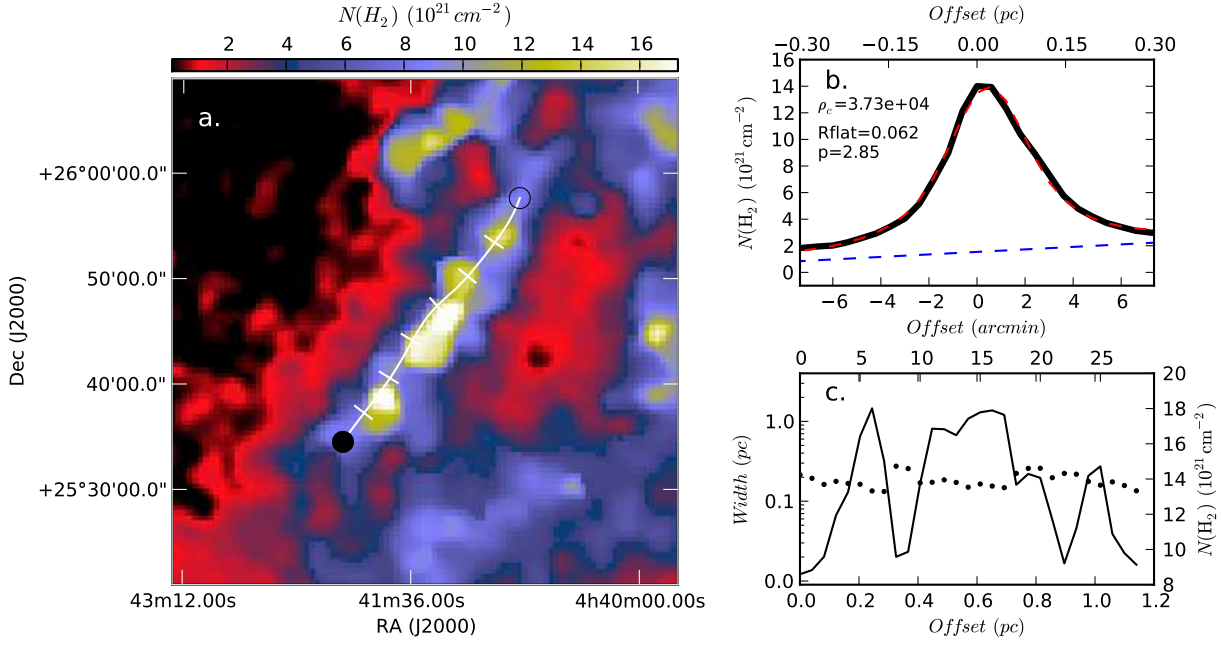 N(H2) (10^21 cm^-2)
2 4 6 8 10 12 14 16
a.
+26°00'00.0"
50'00.0"
40'00.0"
+25°30'00.0"
Dec (J2000)
43m12.00s 41m36.00s 4h40m00.00s
RA (J2000)
Offset (pc)
−0.30 −0.15 0.00 0.15 0.30
b.
ρc=3.73e+04
Rflat=0.062
p=2.85
16
14
12
10
8
6
4
2
0
N(H2) (10^21 cm^-2)
−6 −4 −2 0 2 4 6
Offset (arcmin)
0 5 10 15 20 25
c.
1.0
0.1
0.0
Width (pc)
20
18
16
14
12
10
8
N(H2) (10^21 cm^-2)
0.0 0.2 0.4 0.6 0.8 1.0 1.2
Offset (pc)